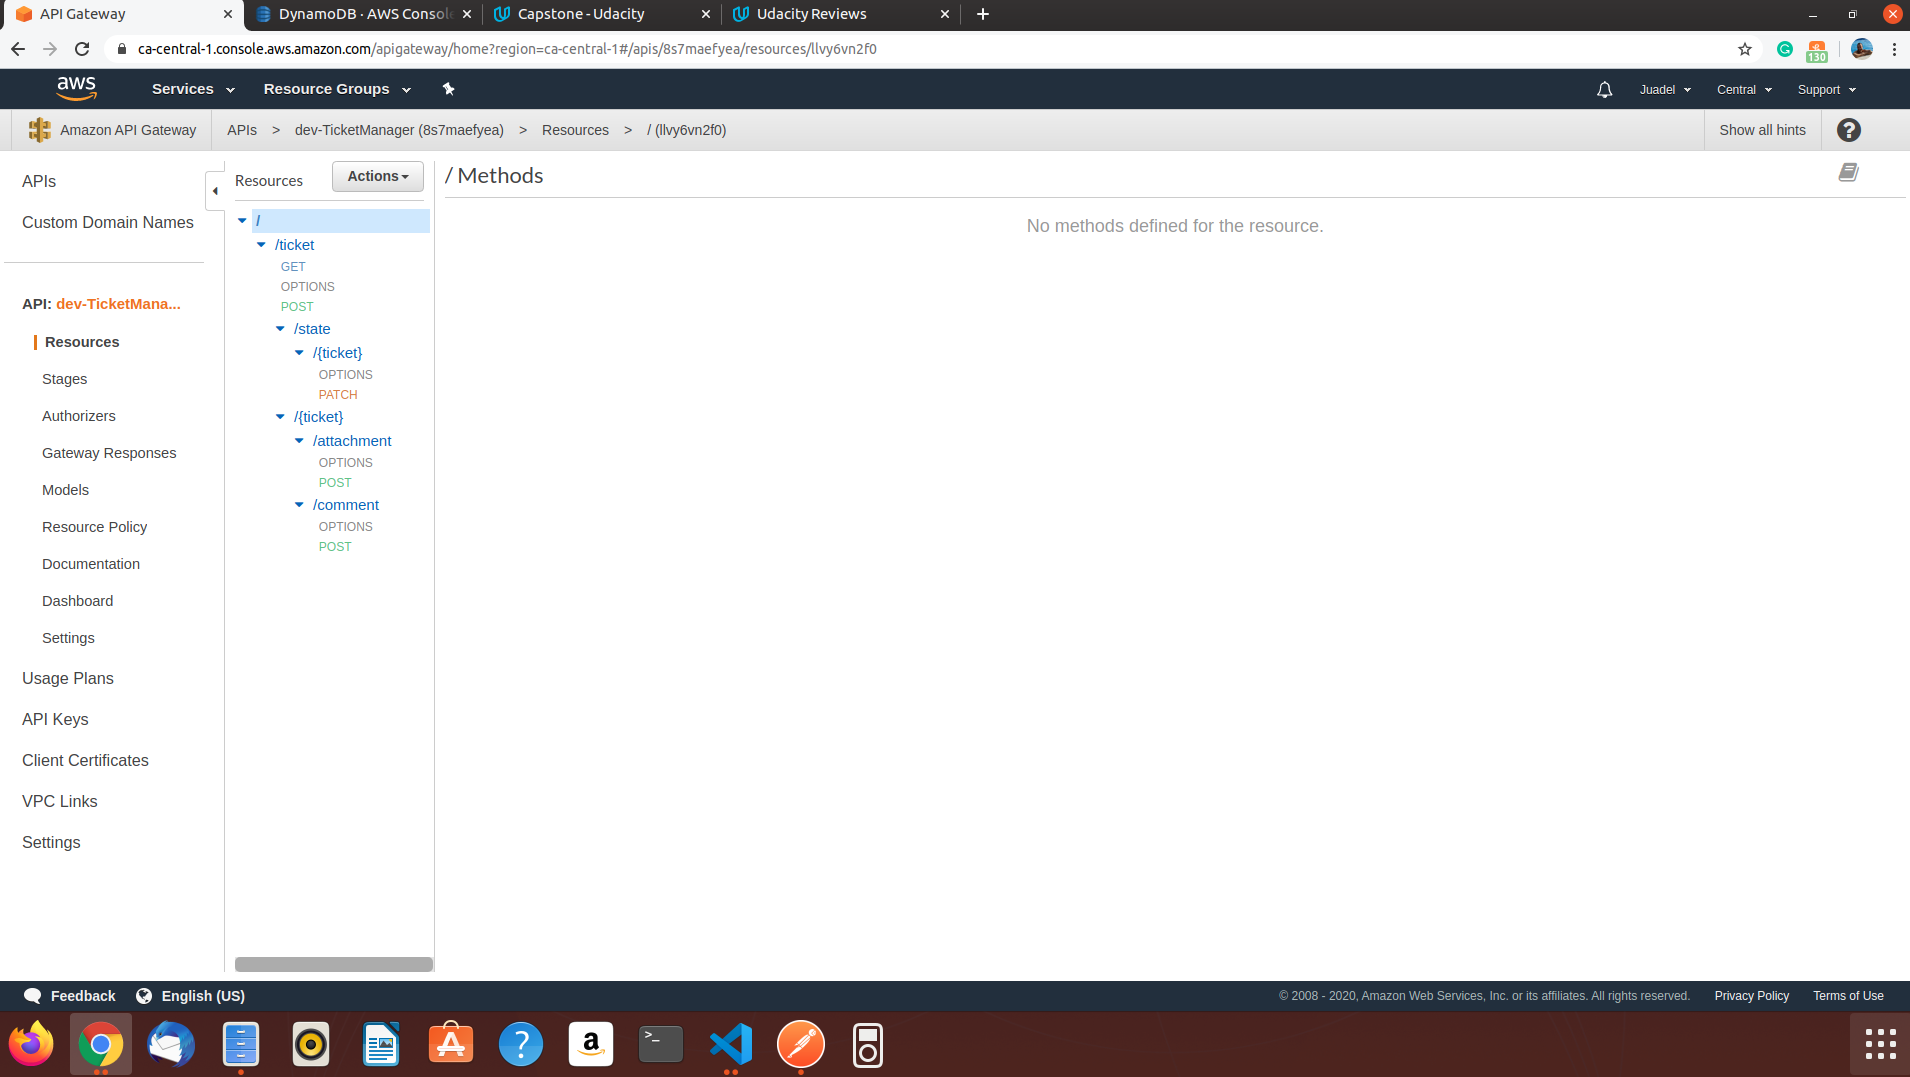 API Gateway
DynamoDB · AWS Consol
Capstone - Udacity
Udacity Reviews
ca-central-1.console.aws.amazon.com/apigateway/home?region=ca-central-1#/apis/8s7maefyea/resources/llvy6vn2f0
130
aws
Services
Resource Groups
Juadel
Central
Support
Amazon API Gateway
APIs > dev-TicketManager (8s7maefyea) > Resources > / (llvy6vn2f0)
Show all hints
?
APIs
Custom Domain Names
API: dev-TicketMana...
Resources
Stages
Authorizers
Gateway Responses
Models
Resource Policy
Documentation
Dashboard
Settings
Usage Plans
API Keys
Client Certificates
VPC Links
Settings
Resources
Actions
/
/ticket
GET
OPTIONS
POST
/state
/{ticket}
OPTIONS
PATCH
/{ticket}
/attachment
OPTIONS
POST
/comment
OPTIONS
POST
/ Methods
No methods defined for the resource.
Feedback
English (US)
© 2008 - 2020, Amazon Web Services, Inc. or its affiliates. All rights reserved.
Privacy Policy
Terms of Use
A
?
a
>_